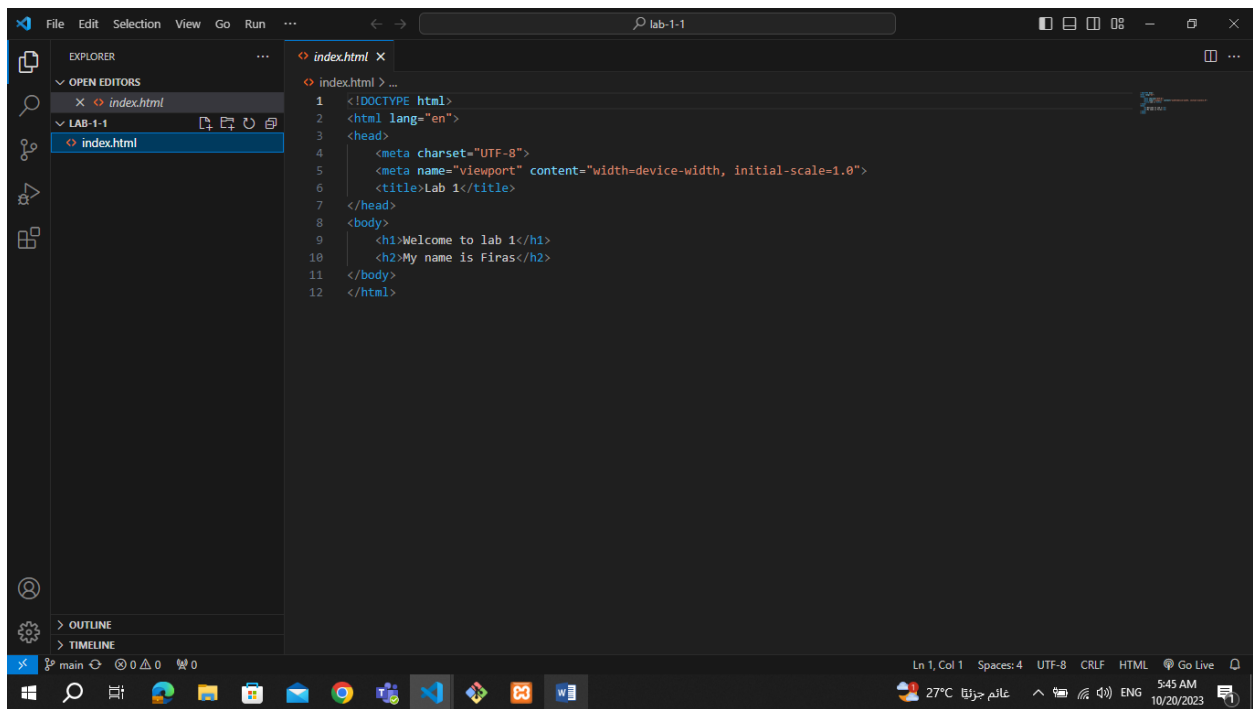 File Edit Selection View Go Run ··· lab-1-1
EXPLORER ···
OPEN EDITORS
index.html
LAB-1-1
index.html
index.html
index.html > ...
1 <!DOCTYPE html>
2 <html lang="en">
3 <head>
4 <meta charset="UTF-8">
5 <meta name="viewport" content="width=device-width, initial-scale=1.0">
6 <title>Lab 1</title>
7 </head>
8 <body>
9 <h1>Welcome to lab 1</h1>
10 <h2>My name is Firas</h2>
11 </body>
12 </html>
OUTLINE
TIMELINE
main 0 0 0 Ln 1, Col 1 Spaces: 4 UTF-8 CRLF HTML Go Live
27°C غائم جزئيًا ENG 5:45 AM
10/20/2023